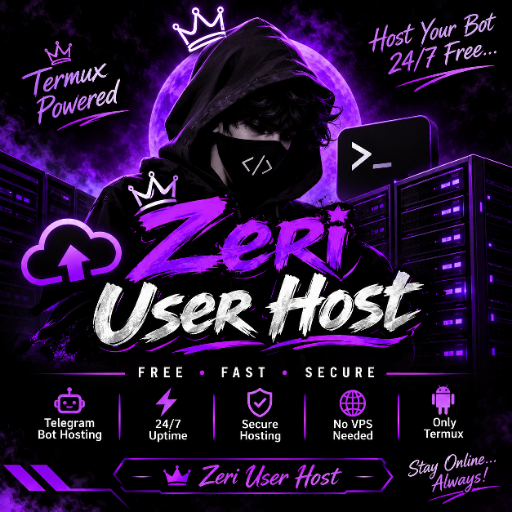 Termux
Powered
Host Your Bot
24/7 Free...
</>
>_
Zeri
User Host
FREE • FAST • SECURE
Telegram
Bot Hosting
24/7
Uptime
Secure
Hosting
No VPS
Needed
Only
Termux
Zeri User Host
Stay Online...
Always!